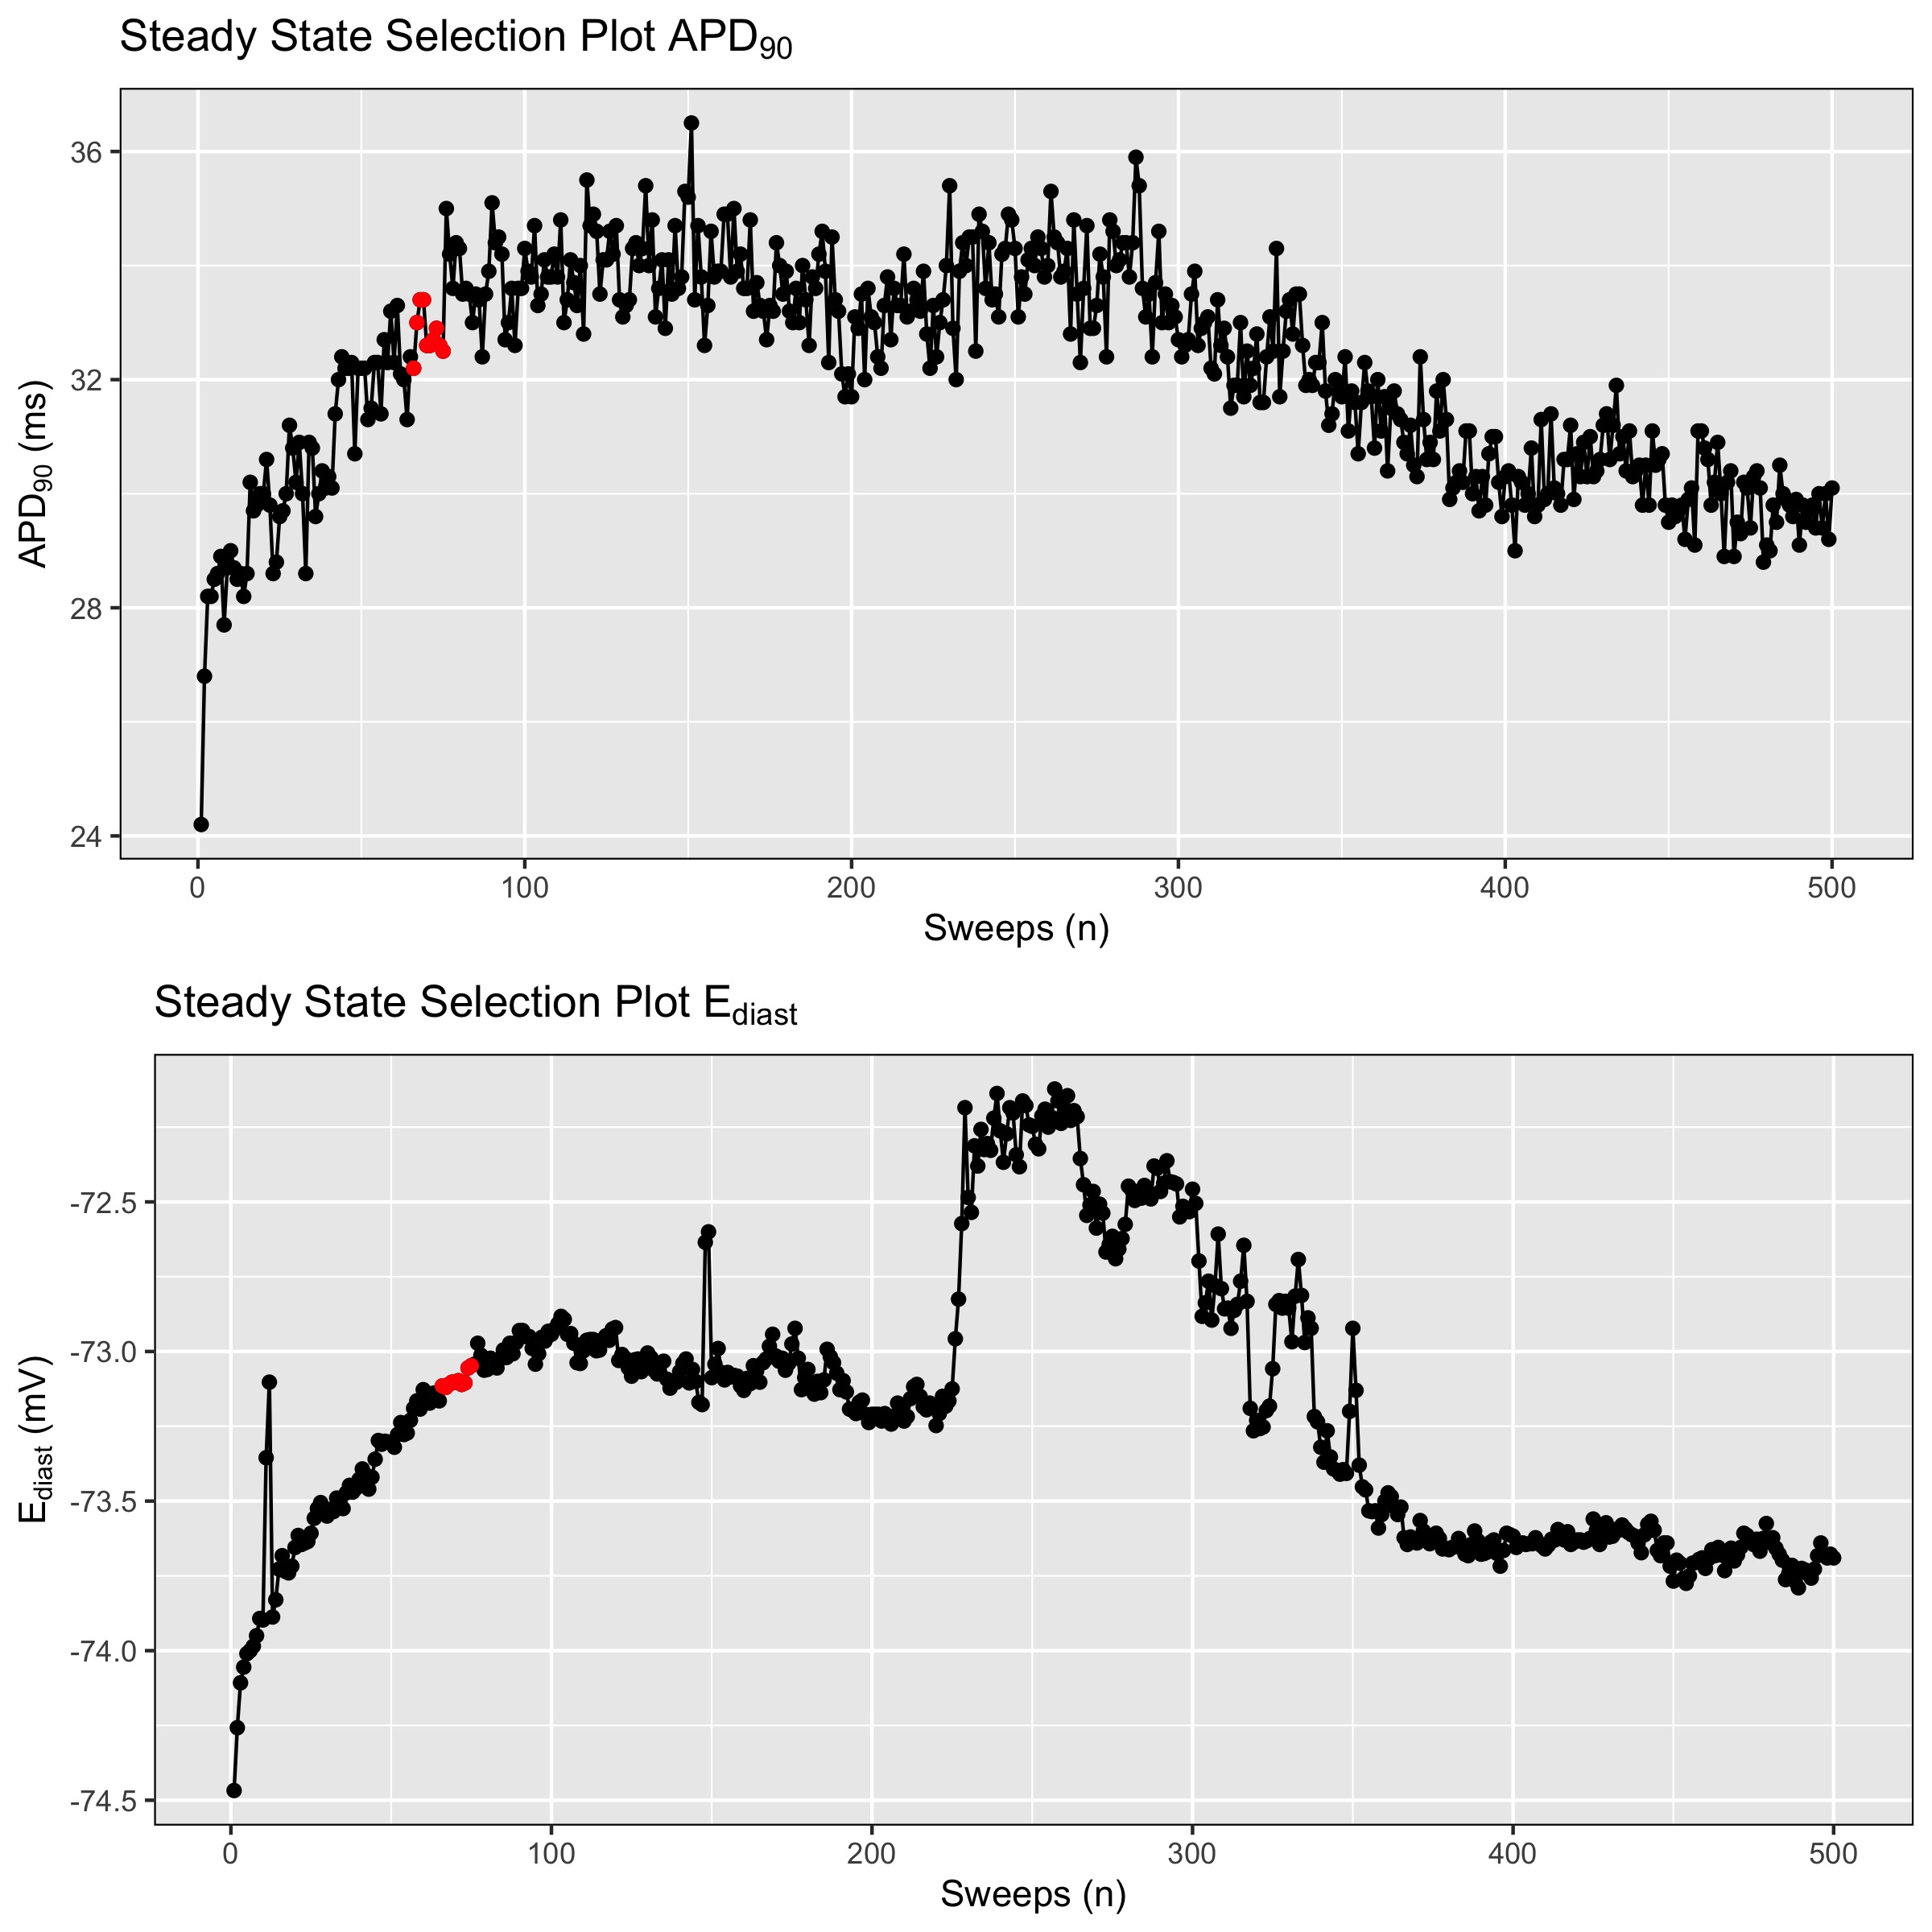 Steady State Selection Plot APD90
36
32
28
24
APD90 (ms)
0 100 200 300 400 500
Sweeps (n)
Steady State Selection Plot Ediast
-72.5
-73.0
-73.5
-74.0
-74.5
Ediast (mV)
0 100 200 300 400 500
Sweeps (n)